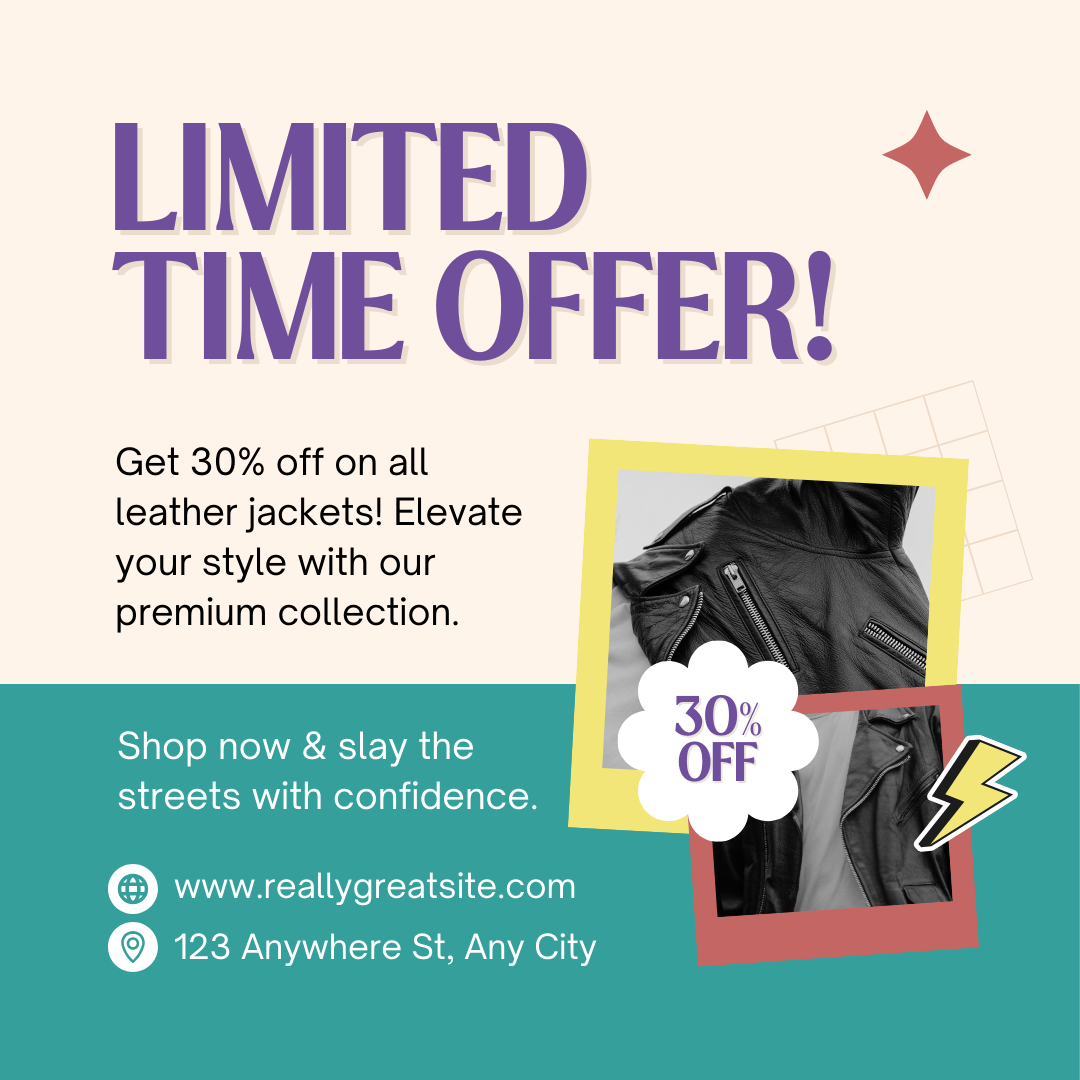 LIMITED
TIME OFFER!
Get 30% off on all
leather jackets! Elevate
your style with our
premium collection.
30%
OFF
Shop now & slay the
streets with confidence.
www.reallygreatsite.com
123 Anywhere St, Any City